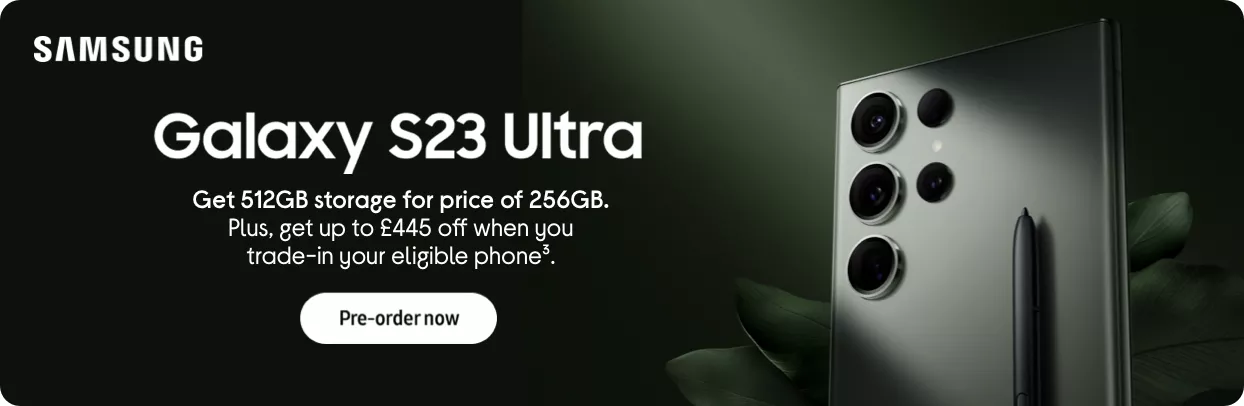 SAMSUNG
Galaxy S23 Ultra
Get 512GB storage for price of 256GB.
Plus, get up to £445 off when you
trade-in your eligible phone³.
Pre-order now